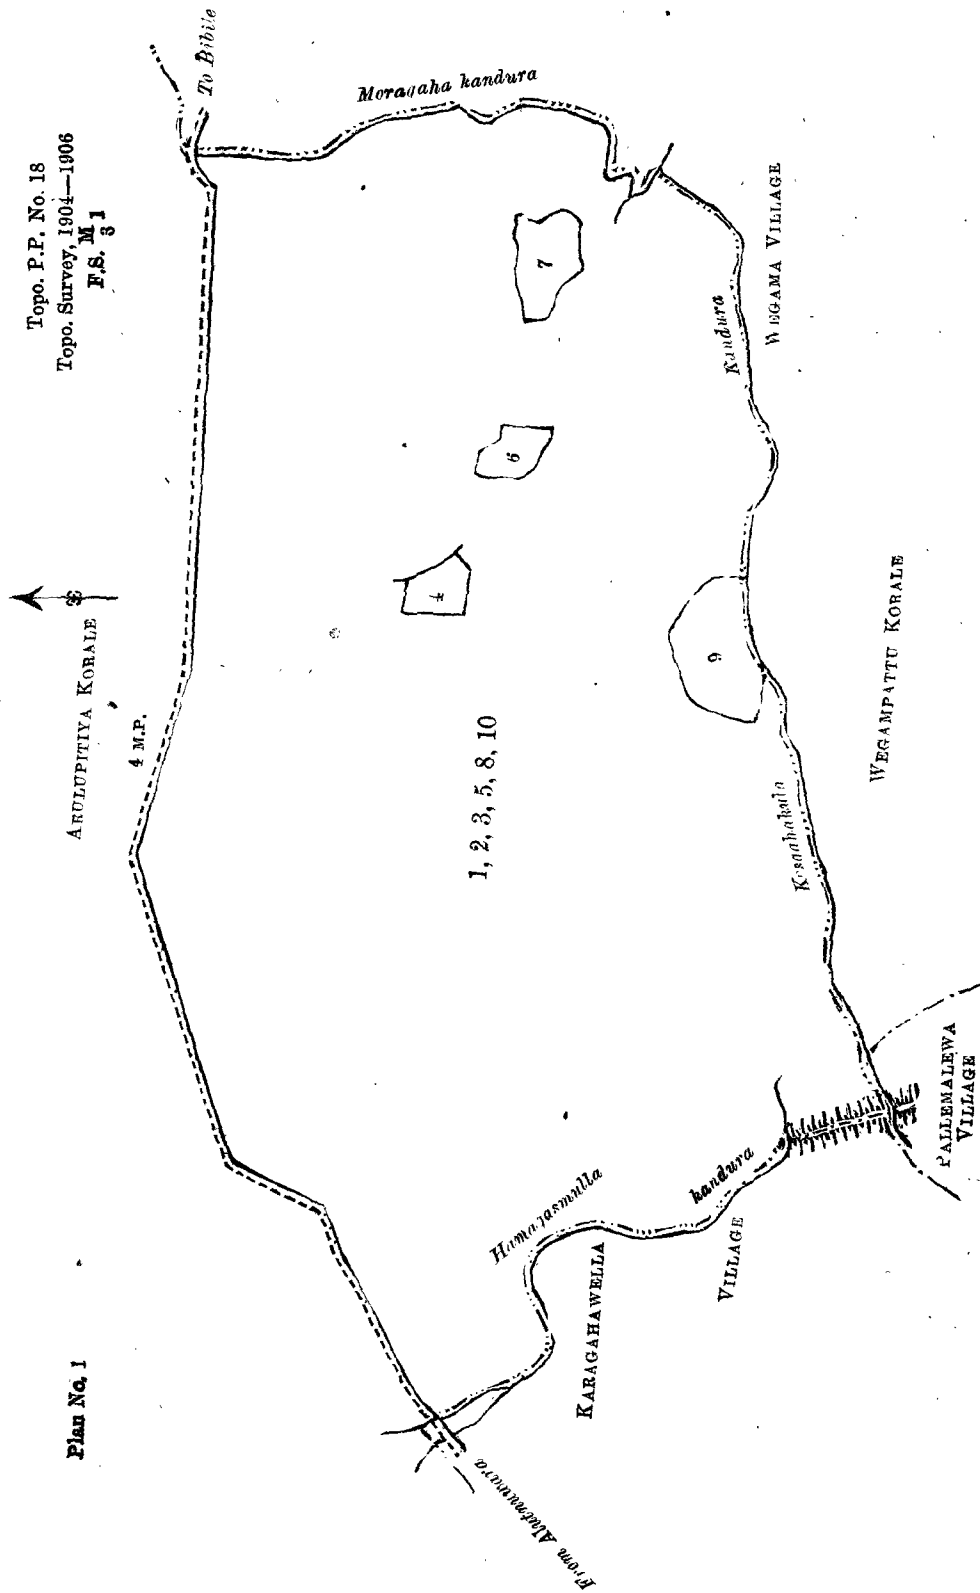 Plan No. 1
Topo. P.P. No. 18
Topo. Survey, 1904—1906
F.S. M
3 1
ARULUPITIYA KORALE
4 M.P.
To Bibile
From Alutnuwara
Moragaha kandura
1, 2, 3, 5, 8, 10
4
6
7
9
Hamagasmulla
kandura
KARAGAHAWELLA
VILLAGE
Kandura
WEGAMA VILLAGE
WEGAMPATTU KORALE
PALLEMALEWA
VILLAGE